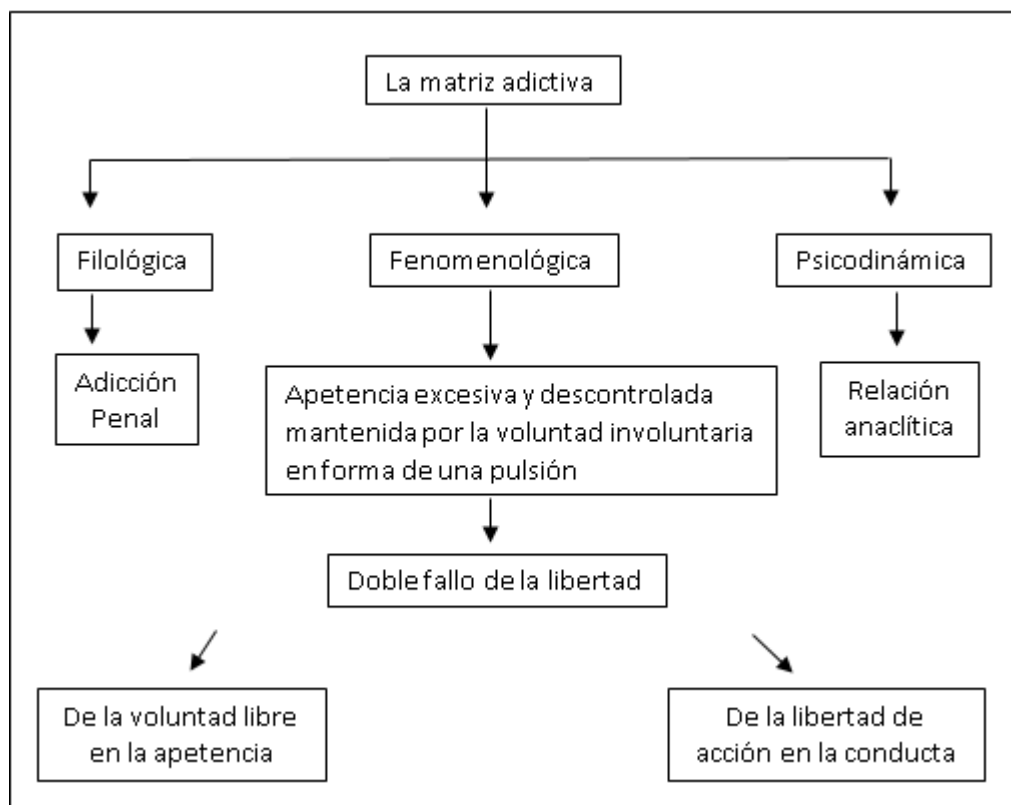 La matriz adictiva
Filológica
Fenomenológica
Psicodinámica
Adicción
Penal
Apetencia excesiva y descontrolada
mantenida por la voluntad involuntaria
en forma de una pulsión
Relación
anaclítica
Doble fallo de la libertad
De la voluntad libre
en la apetencia
De la libertad de
acción en la conducta